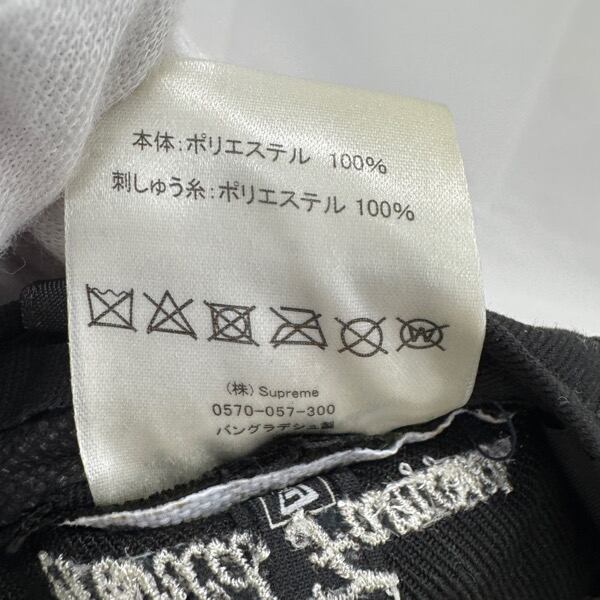 本体:ポリエステル 100%
刺しゅう糸:ポリエステル 100%
(株) Supreme
0570-057-300
バングラデシュ製